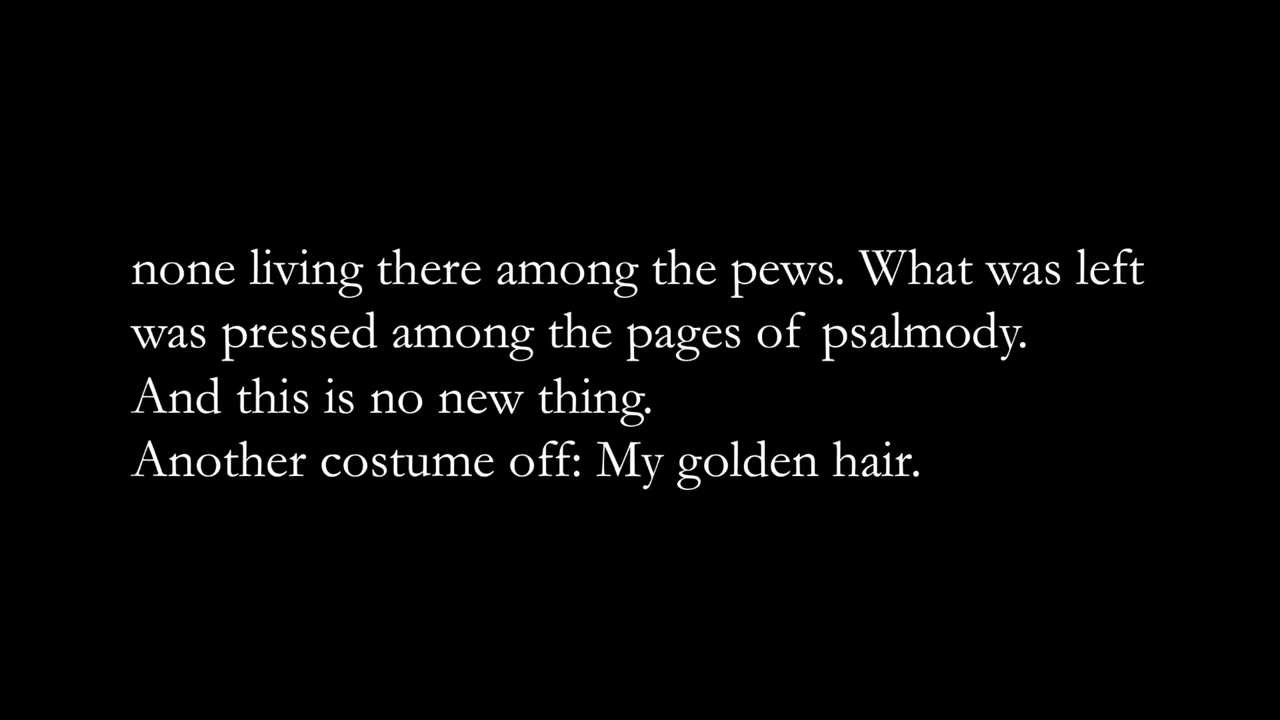 none living there among the pews. What was left
was pressed among the pages of psalmody.
And this is no new thing.
Another costume off: My golden hair.